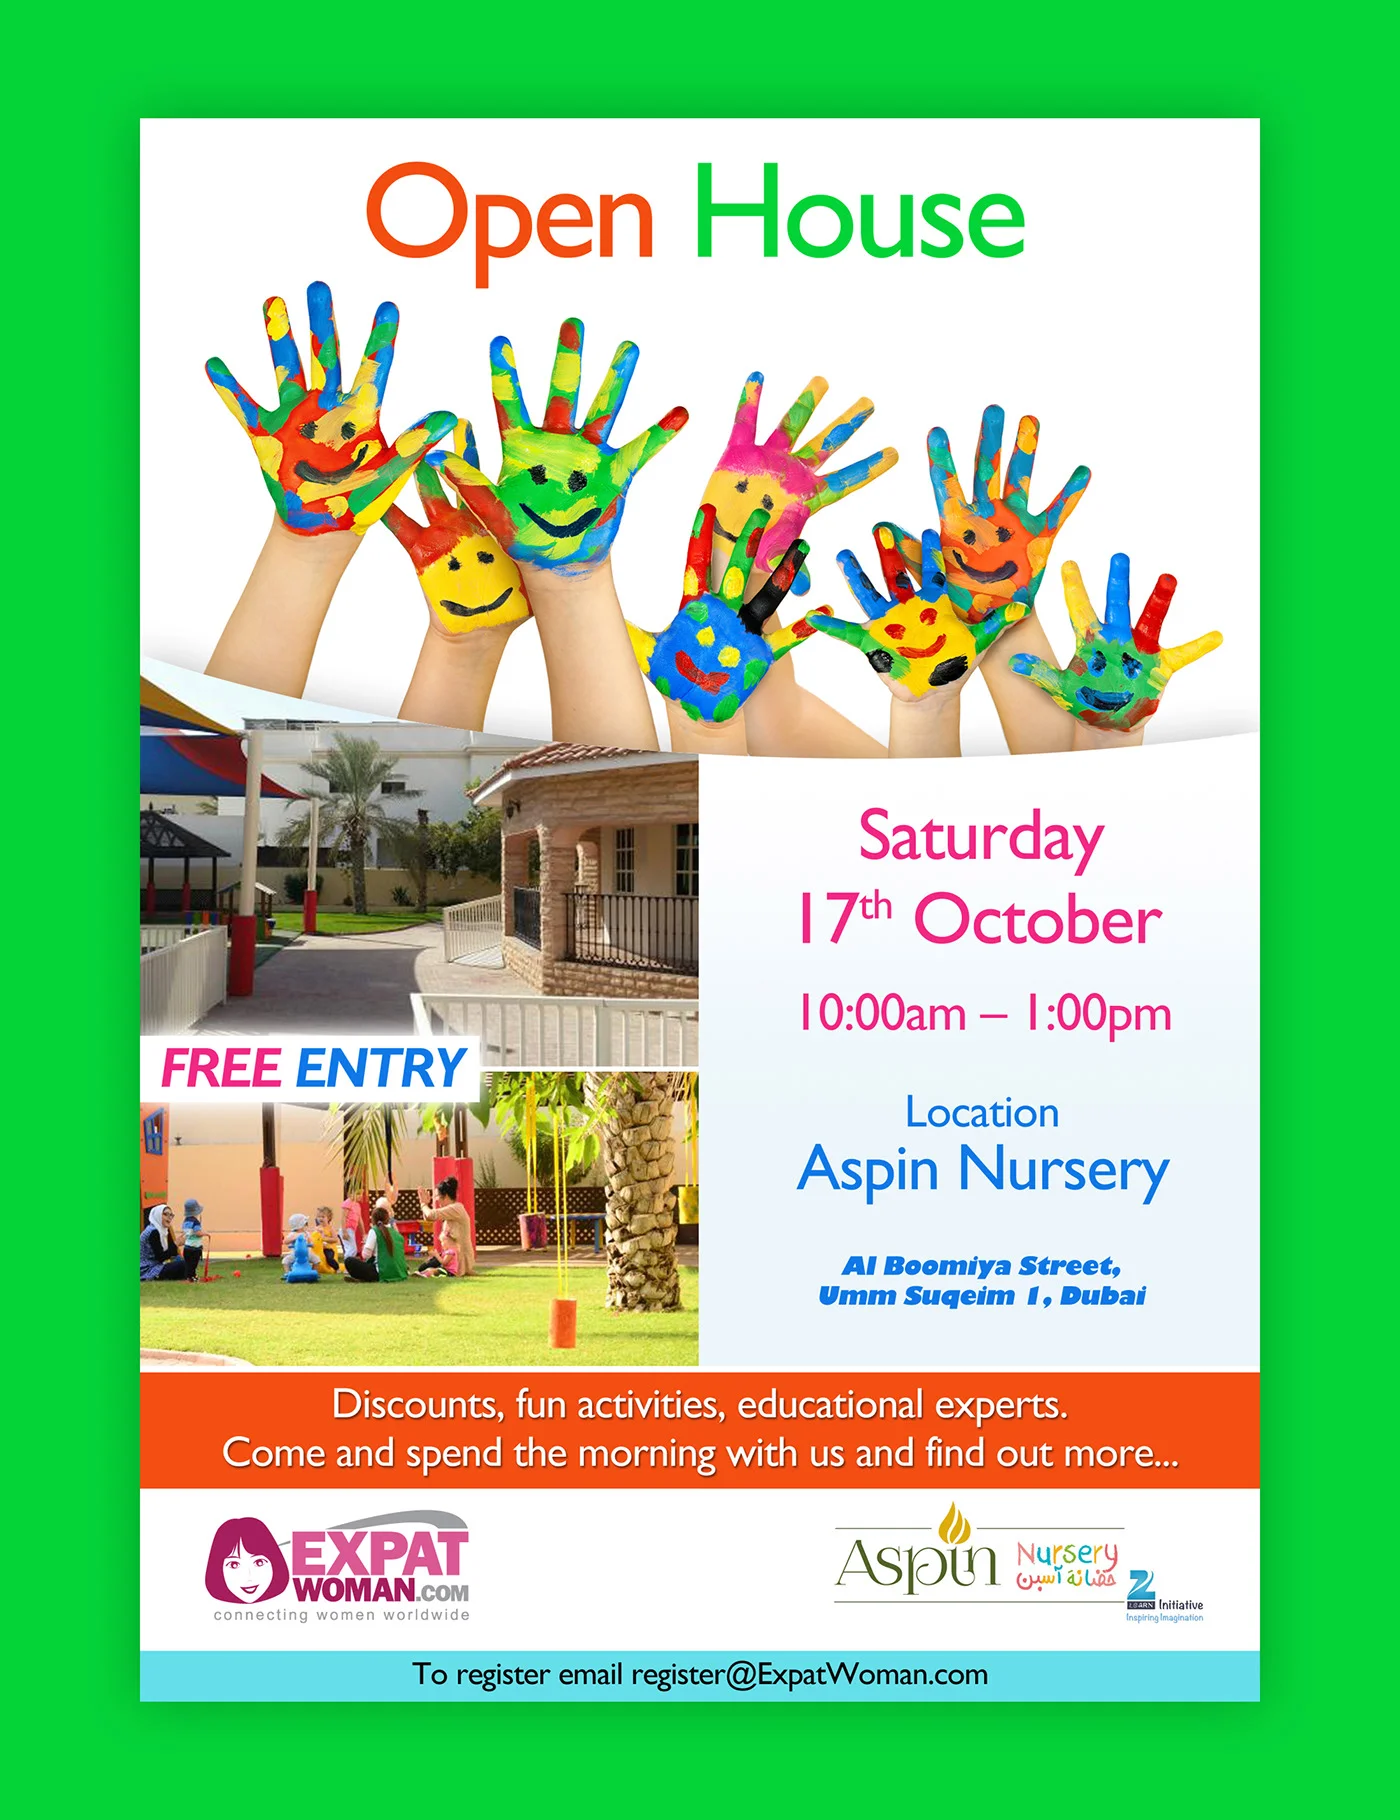 Open House
Saturday
17th October
10:00am – 1:00pm
FREE ENTRY
Location
Aspin Nursery
Al Boomiya Street,
Umm Suqeim 1, Dubai
Discounts, fun activities, educational experts.
Come and spend the morning with us and find out more...
EXPAT
WOMAN.COM
connecting women worldwide
Aspin
Nursery
حضانة آسبن
Z LEARN Initiative
Inspiring Imagination
To register email register@ExpatWoman.com